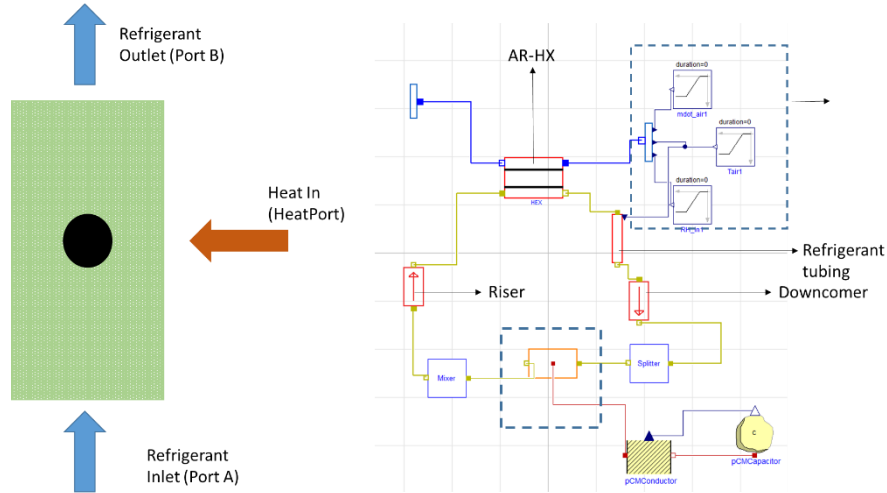 Refrigerant
Outlet (Port B)
Heat In
(HeatPort)
Refrigerant
Inlet (Port A)
AR-HX
duration=0
mdot_air1
duration=0
Tair1
duration=0
HEX
Refrigerant
tubing
Riser
Downcomer
Mixer
Splitter
C
pCMCapacitor
pCMConductor